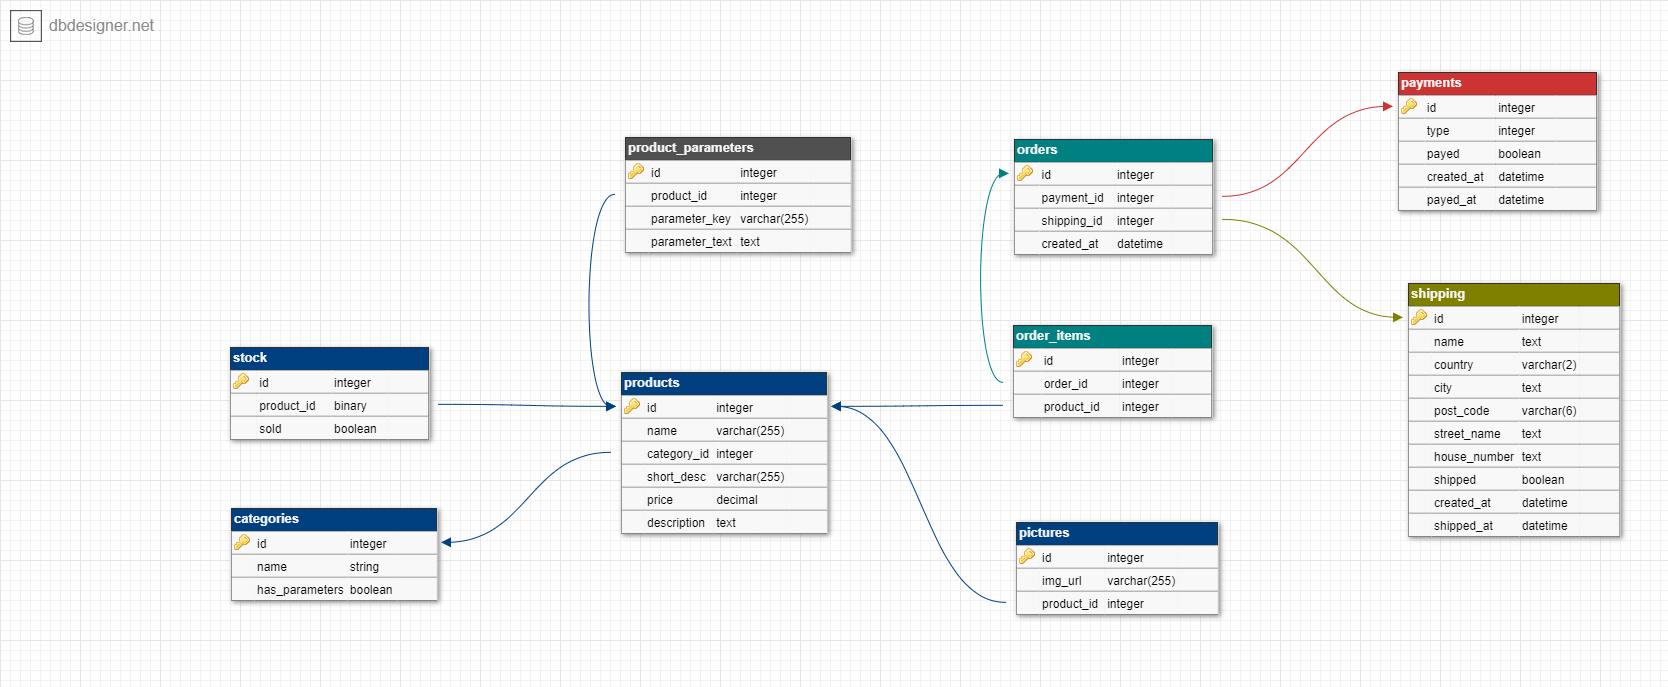 dbdesigner.net
payments
id integer
type integer
payed boolean
created_at datetime
payed_at datetime
product_parameters
id integer
product_id integer
parameter_key varchar(255)
parameter_text text
orders
id integer
payment_id integer
shipping_id integer
created_at datetime
shipping
id integer
name text
country varchar(2)
city text
post_code varchar(6)
street_name text
house_number text
shipped boolean
created_at datetime
shipped_at datetime
order_items
id integer
order_id integer
product_id integer
stock
id integer
product_id binary
sold boolean
products
id integer
name varchar(255)
category_id integer
short_desc varchar(255)
price decimal
description text
categories
id integer
name string
has_parameters boolean
pictures
id integer
img_url varchar(255)
product_id integer